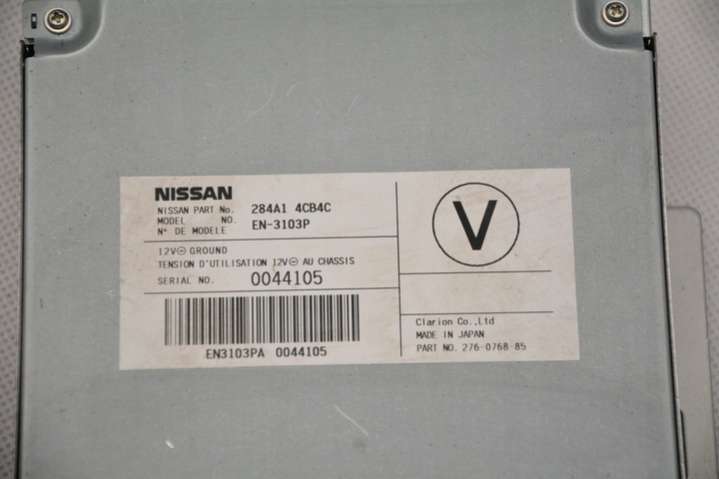 NISSAN
NISSAN PART No. 284A1 4CB4C
MODEL NO. EN-3103P
N° DE MODELE
12V⊖ GROUND
TENSION D'UTILISATION 12V⊖ AU CHASSIS
SERIAL NO. 0044105
EN3103PA 0044105
V
Clarion Co.,Ltd
MADE IN JAPAN
PART NO. 276-0768-85